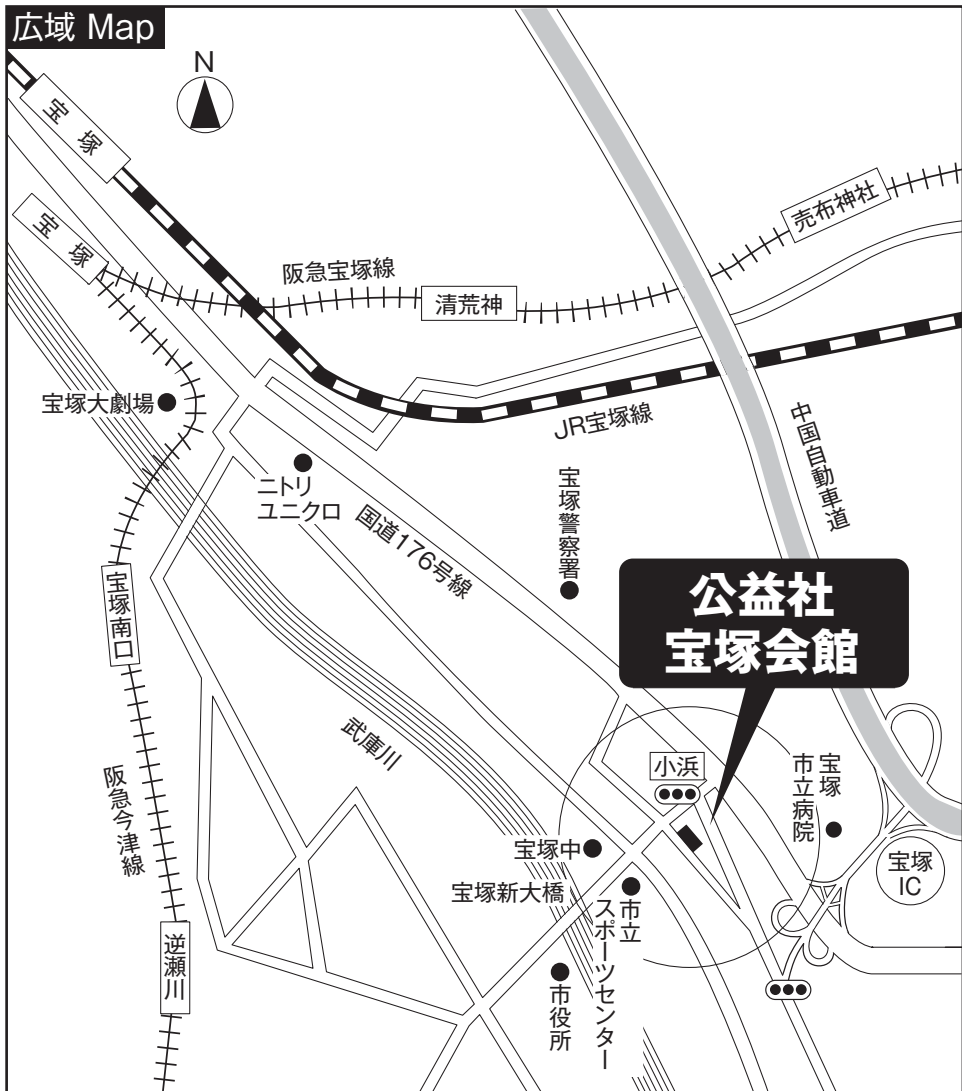 広域 Map
N
宝塚
宝塚
阪急宝塚線
清荒神
売布神社
宝塚大劇場
JR宝塚線
中国自動車道
ニトリ
ユニクロ
国道176号線
宝塚警察署
公益社
宝塚会館
宝塚南口
武庫川
小浜
宝塚
市立病院
阪急今津線
宝塚中
宝塚IC
宝塚新大橋
市立
スポーツセンター
逆瀬川
市役所